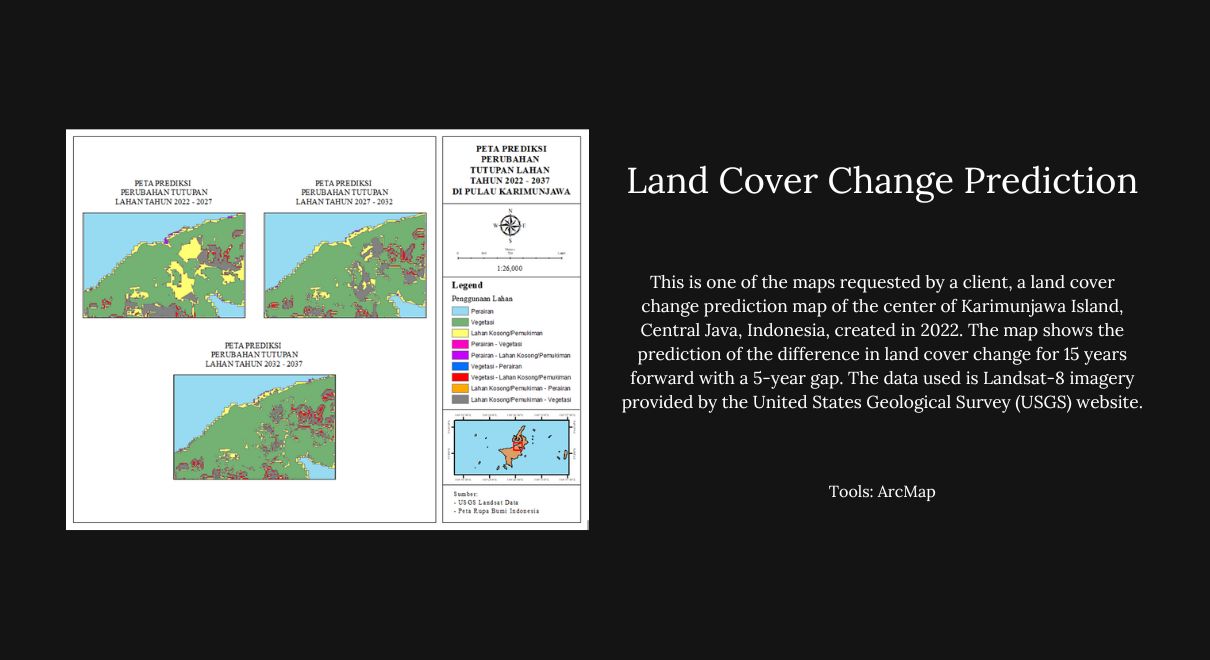 PETA PREDIKSI
PERUBAHAN TUTUPAN
LAHAN TAHUN 2022 - 2027
PETA PREDIKSI
PERUBAHAN TUTUPAN
LAHAN TAHUN 2027 - 2032
PETA PREDIKSI
PERUBAHAN TUTUPAN
LAHAN TAHUN 2032 - 2037
PETA PREDIKSI
PERUBAHAN
TUTUPAN LAHAN
TAHUN 2022 - 2037
DI PULAU KARIMUNJAWA
N
W
E
S
1:26,000
Legend
Penggunaan Lahan
Perairan
Vegetasi
Lahan Kosong/Pemukiman
Perairan - Vegetasi
Perairan - Lahan Kosong/Pemukiman
Vegetasi - Perairan
Vegetasi - Lahan Kosong/Pemukiman
Lahan Kosong/Pemukiman - Perairan
Lahan Kosong/Pemukiman - Vegetasi
Sumber:
- USGS Landsat Data
- Peta Rupa Bumi Indonesia
Land Cover Change Prediction
This is one of the maps requested by a client, a land cover
change prediction map of the center of Karimunjawa Island,
Central Java, Indonesia, created in 2022. The map shows the
prediction of the difference in land cover change for 15 years
forward with a 5-year gap. The data used is Landsat-8 imagery
provided by the United States Geological Survey (USGS) website.
Tools: ArcMap